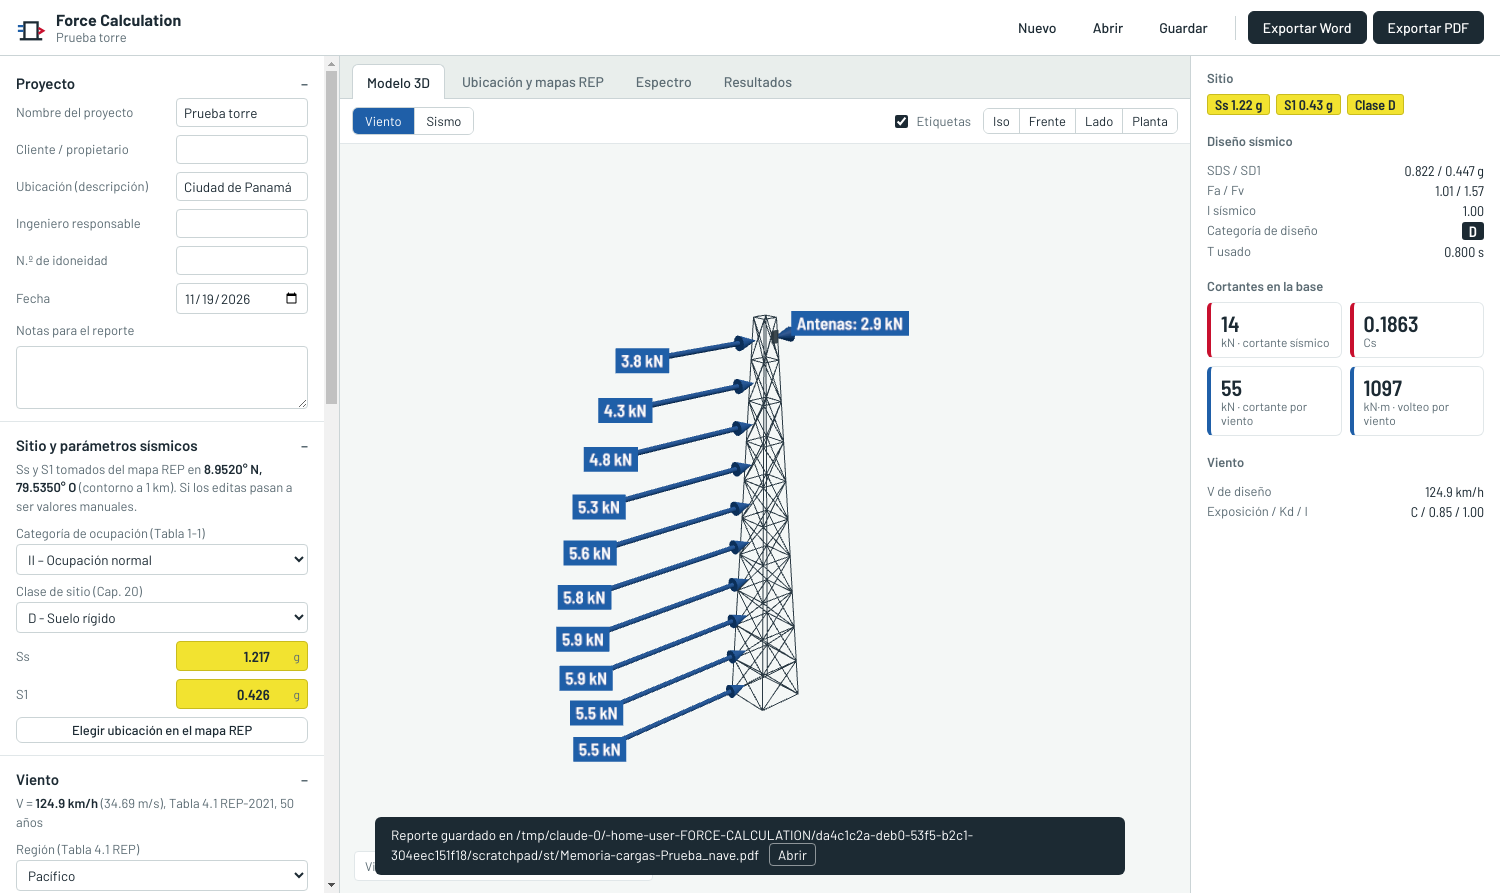 Force Calculation
Prueba torre
Nuevo
Abrir
Guardar
Exportar Word
Exportar PDF
Proyecto
Nombre del proyecto
Prueba torre
Cliente / propietario
Ubicación (descripción)
Ciudad de Panamá
Ingeniero responsable
N.º de idoneidad
Fecha
11/19/2026
Notas para el reporte
Sitio y parámetros sísmicos
Ss y S1 tomados del mapa REP en 8.9520° N,
79.5350° O (contorno a 1 km). Si los editas pasan a
ser valores manuales.
Categoría de ocupación (Tabla 1-1)
II – Ocupación normal
Clase de sitio (Cap. 20)
D - Suelo rígido
Ss
1.217 g
S1
0.426 g
Elegir ubicación en el mapa REP
Viento
V = 124.9 km/h (34.69 m/s), Tabla 4.1 REP-2021, 50
años
Región (Tabla 4.1 REP)
Pacífico
Modelo 3D
Ubicación y mapas REP
Espectro
Resultados
Viento
Sismo
Etiquetas
Iso
Frente
Lado
Planta
Antenas: 2.9 kN
3.8 kN
4.3 kN
4.8 kN
5.3 kN
5.6 kN
5.8 kN
5.9 kN
5.9 kN
5.5 kN
5.5 kN
Reporte guardado en /tmp/claude-0/-home-user-FORCE-CALCULATION/da4c1c2a-deb0-53f5-b2c1-
304eec151f18/scratchpad/st/Memoria-cargas-Prueba_nave.pdf
Abrir
Sitio
Ss 1.22 g
S1 0.43 g
Clase D
Diseño sísmico
SDS / SD1
0.822 / 0.447 g
Fa / Fv
1.01 / 1.57
I sísmico
1.00
Categoría de diseño
D
T usado
0.800 s
Cortantes en la base
14
kN · cortante sísmico
0.1863
Cs
55
kN · cortante por
viento
1097
kN·m · volteo por
viento
Viento
V de diseño
124.9 km/h
Exposición / Kd / I
C / 0.85 / 1.00